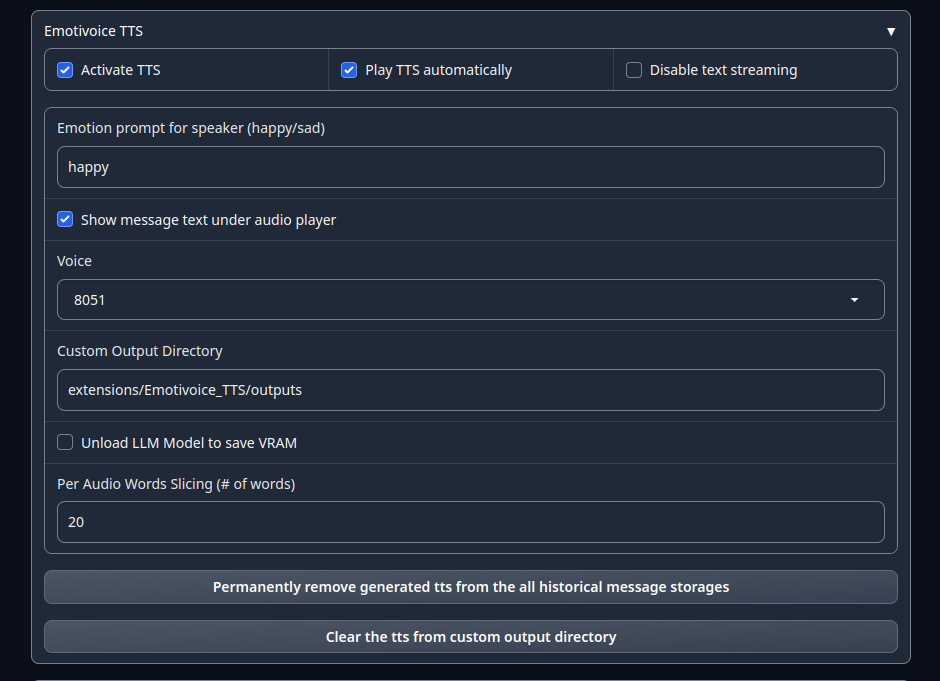 Emotivoice TTS
Activate TTS
Play TTS automatically
Disable text streaming
Emotion prompt for speaker (happy/sad)
happy
Show message text under audio player
Voice
8051
Custom Output Directory
extensions/Emotivoice_TTS/outputs
Unload LLM Model to save VRAM
Per Audio Words Slicing (# of words)
20
Permanently remove generated tts from the all historical message storages
Clear the tts from custom output directory